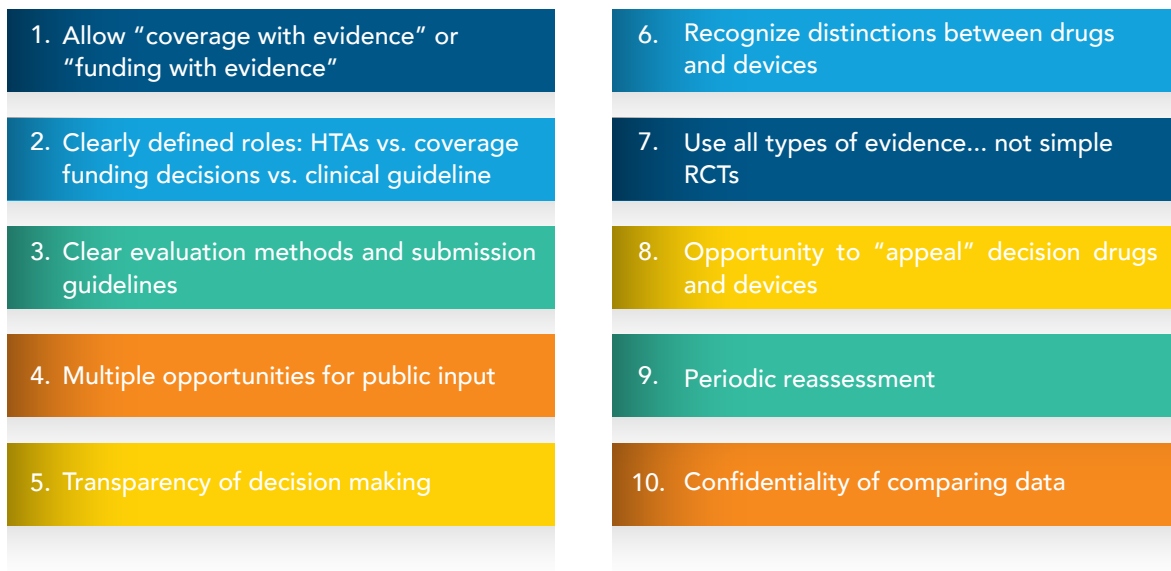 1. Allow “coverage with evidence” or
“funding with evidence”
2. Clearly defined roles: HTAs vs. coverage
funding decisions vs. clinical guideline
3. Clear evaluation methods and submission
guidelines
4. Multiple opportunities for public input
5. Transparency of decision making
6. Recognize distinctions between drugs
and devices
7. Use all types of evidence... not simple
RCTs
8. Opportunity to “appeal” decision drugs
and devices
9. Periodic reassessment
10. Confidentiality of comparing data